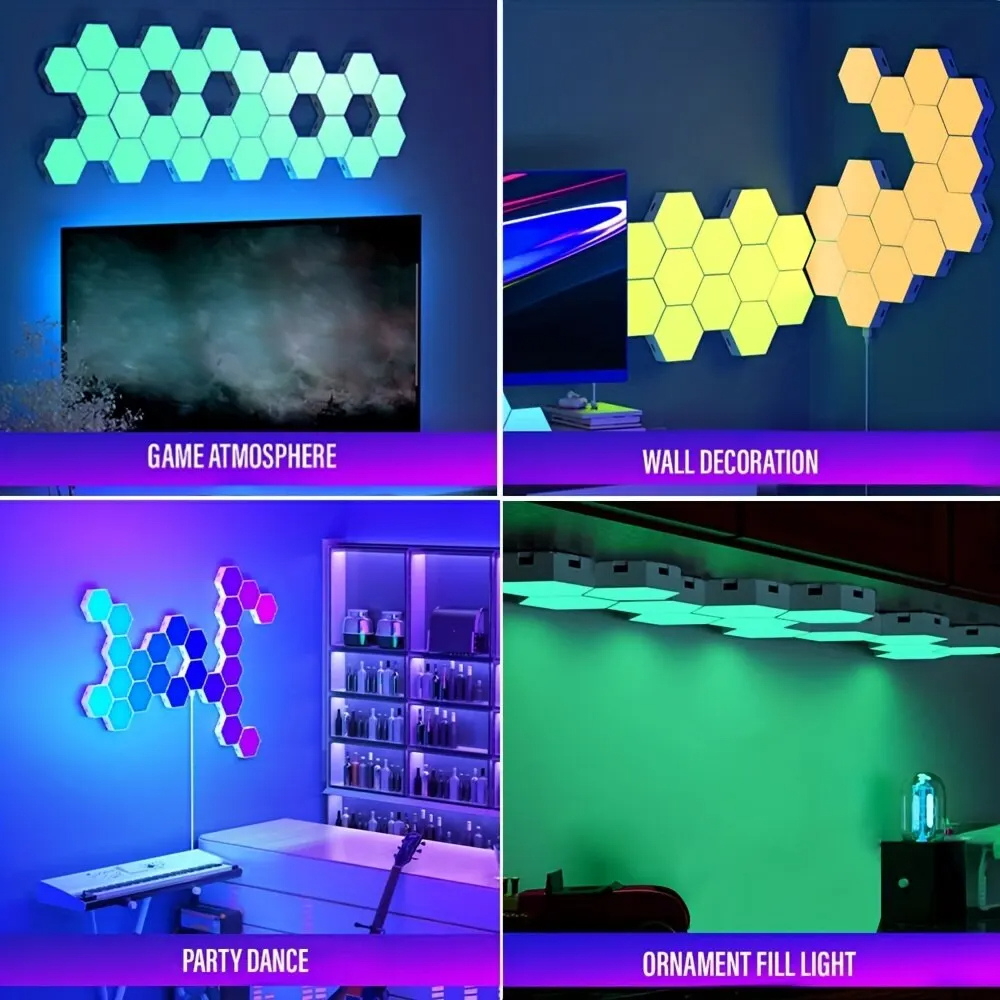 GAME ATMOSPHERE
WALL DECORATION
PARTY DANCE
ORNAMENT FILL LIGHT